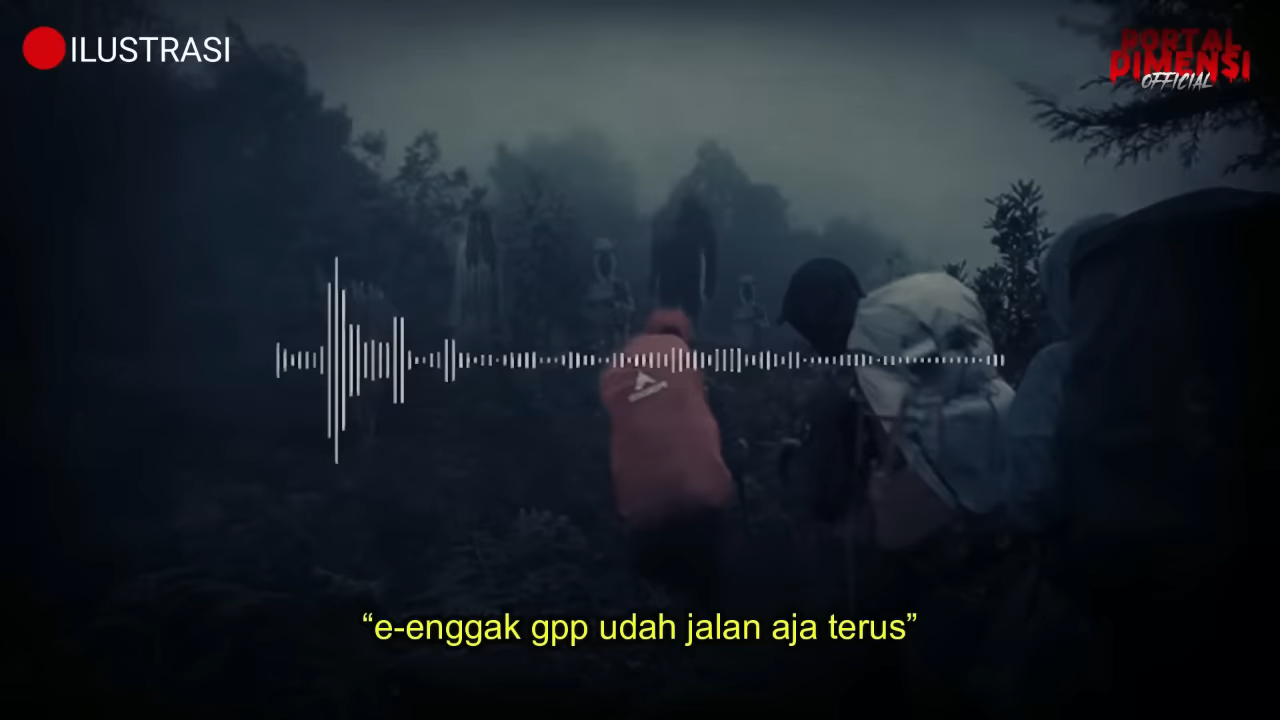 ILUSTRASI
PORTAL
DIMENSI
OFFICIAL
“e-enggak gpp udah jalan aja terus”